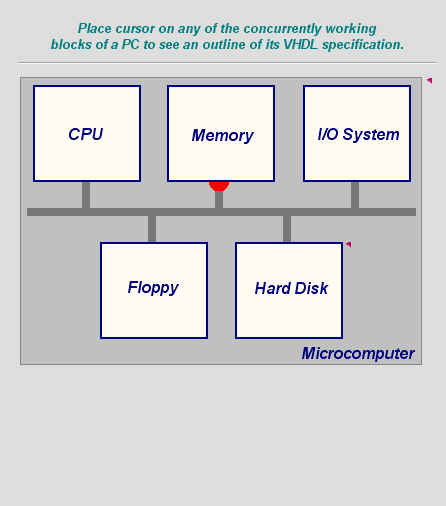 Place cursor on any of the concurrently working
blocks of a PC to see an outline of its VHDL specification.
CPU
Memory
I/O System
Floppy
Hard Disk
Microcomputer